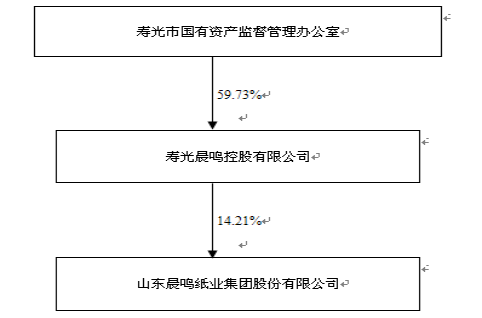 寿光市国有资产监督管理办公室
59.73%
寿光晨鸣控股有限公司
14.21%
山东晨鸣纸业集团股份有限公司